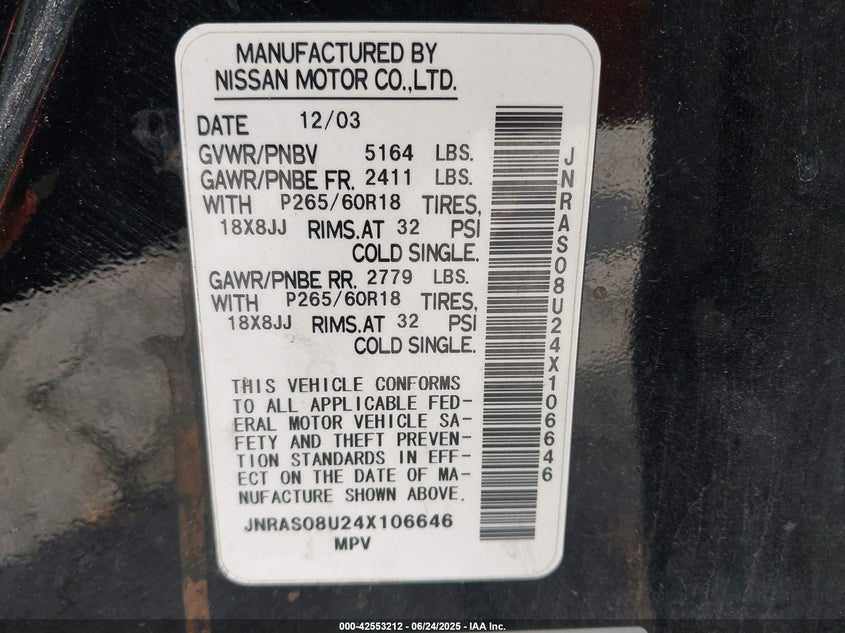 MANUFACTURED BY
NISSAN MOTOR CO.,LTD.
DATE 12/03
GVWR/PNBV 5164 LBS.
GAWR/PNBE FR. 2411 LBS.
WITH P265/60R18 TIRES,
18X8JJ RIMS.AT 32 PSI
COLD SINGLE.
GAWR/PNBE RR. 2779 LBS.
WITH P265/60R18 TIRES,
18X8JJ RIMS.AT 32 PSI
COLD SINGLE.
THIS VEHICLE CONFORMS
TO ALL APPLICABLE FED-
ERAL MOTOR VEHICLE SA-
FETY AND THEFT PREVEN-
TION STANDARDS IN EFF-
ECT ON THE DATE OF MA-
NUFACTURE SHOWN ABOVE.
JNRAS08U24X106646
MPV
JNRAS08U24X106646
000-42553212 - 06/24/2025 - IAA Inc.